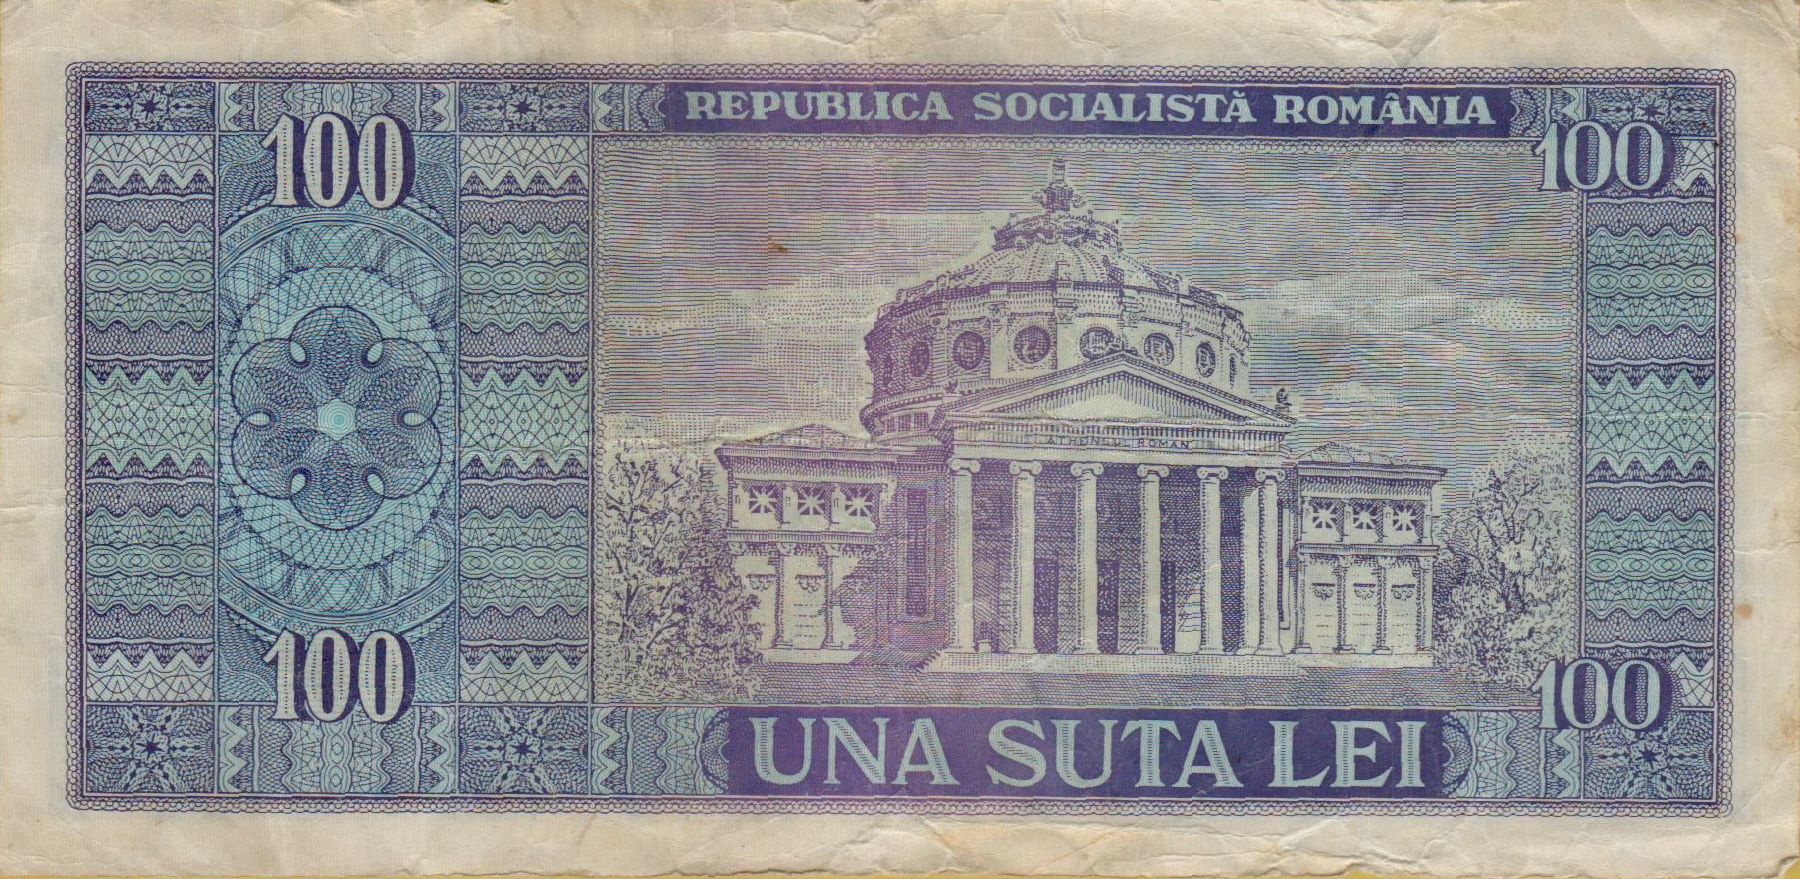 REPUBLICA SOCIALISTĂ ROMÂNIA
100
100
ATHENEUL ROMAN
100
100
UNA SUTA LEI